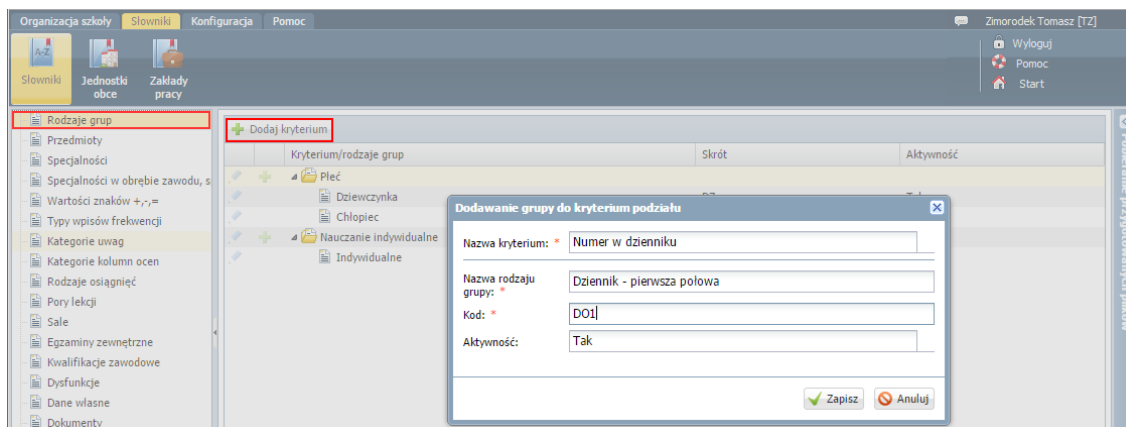 Organizacja szkoły Słowniki Konfiguracja Pomoc Zimorodek Tomasz [TZ]
A-Z
Słowniki
Jednostki obce
Zakłady pracy
Wyloguj
Pomoc
Start
Rodzaje grup
Przedmioty
Specjalności
Specjalności w obrębie zawodu, s
Wartości znaków +,-,=
Typy wpisów frekwencji
Kategorie uwag
Kategorie kolumn ocen
Rodzaje osiągnięć
Pory lekcji
Sale
Egzaminy zewnętrzne
Kwalifikacje zawodowe
Dysfunkcje
Dane własne
Dokumenty
Dodaj kryterium
Kryterium/rodzaje grup Skrót Aktywność
Płeć
Dziewczynka
Chłopiec
Nauczanie indywidualne
Indywidualne
Dodawanie grupy do kryterium podziału
Nazwa kryterium: * Numer w dzienniku
Nazwa rodzaju
grupy: * Dziennik - pierwsza połowa
Kod: * DO1
Aktywność: Tak
Zapisz Anuluj